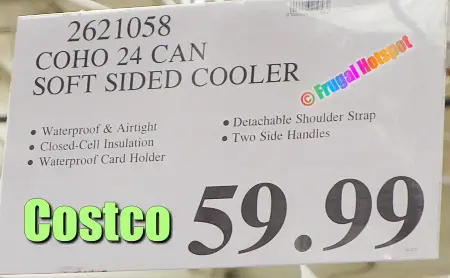 2621058
COHO 24 CAN
SOFT SIDED COOLER
© Frugal Hotspot
• Waterproof & Airtight
• Closed-Cell Insulation
• Waterproof Card Holder
• Detachable Shoulder Strap
• Two Side Handles
Costco
59.99